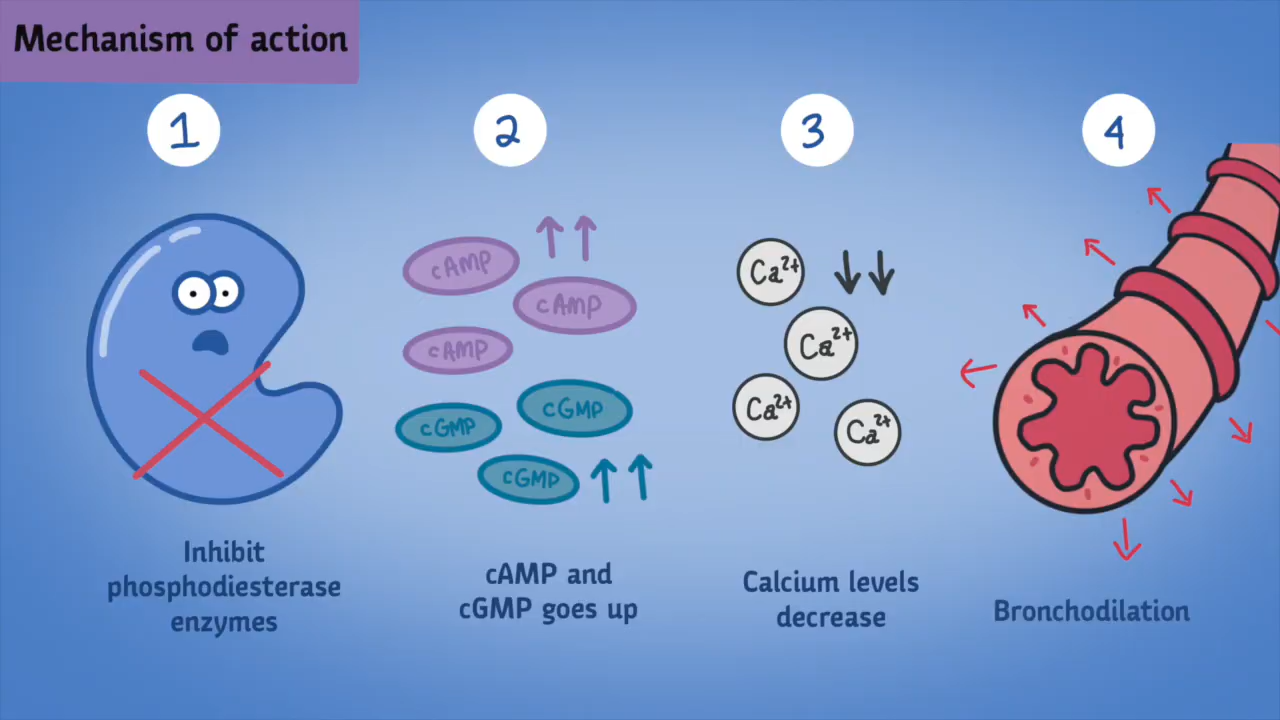 Mechanism of action
1
2
3
4
cAMP
cAMP
cAMP
cGMP
cGMP
cGMP
Ca²⁺
Ca²⁺
Ca²⁺
Ca²⁺
Inhibit
phosphodiesterase
enzymes
cAMP and
cGMP goes up
Calcium levels
decrease
Bronchodilation